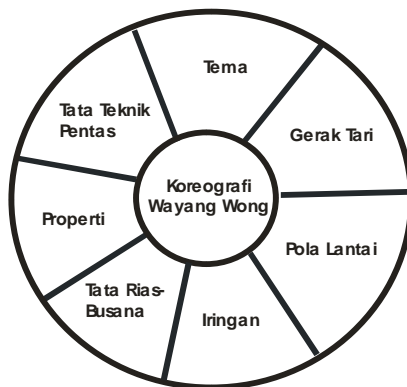 Tema
Gerak Tari
Pola Lantai
Iringan
Tata Rias-
Busana
Properti
Tata Teknik
Pentas
Koreografi
Wayang Wong